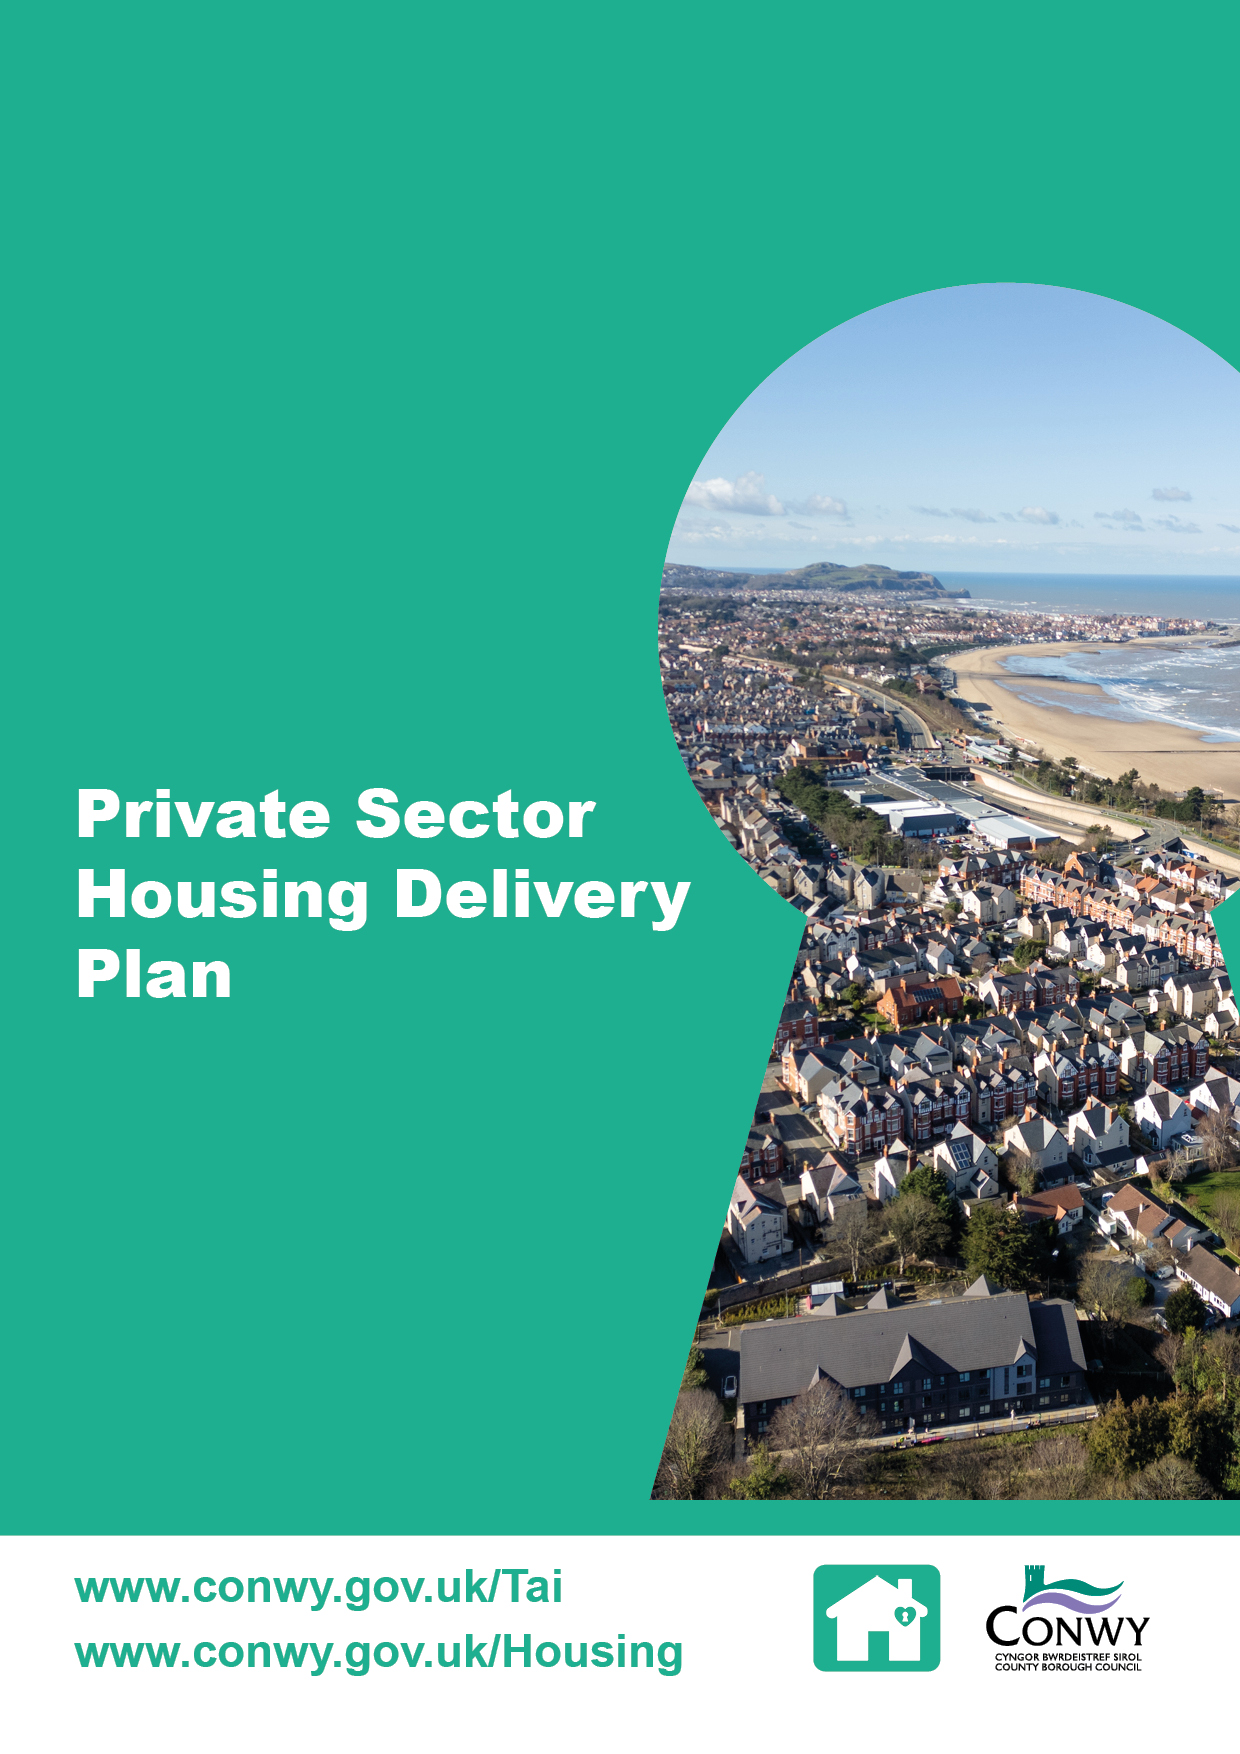 Private Sector
Housing Delivery
Plan
www.conwy.gov.uk/Tai
www.conwy.gov.uk/Housing
CONWY
CYNGOR BWRDEISTREF SIROL
COUNTY BOROUGH COUNCIL